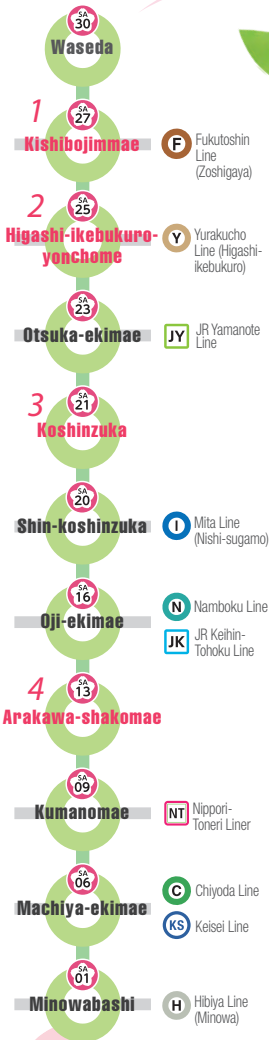 SA
30
Waseda
1
SA
27
Kishibojimmae
F
Fukutoshin
Line
(Zoshigaya)
2
SA
25
Higashi-ikebukuro-
yonchome
Y
Yurakucho
Line (Higashi-
ikebukuro)
SA
23
Otsuka-ekimae
JY
JR Yamanote
Line
3
SA
21
Koshinzuka
SA
20
Shin-koshinzuka
I
Mita Line
(Nishi-sugamo)
SA
16
Oji-ekimae
N
Namboku Line
JK
JR Keihin-
Tohoku Line
4
SA
13
Arakawa-shakomae
SA
09
Kumanomae
NT
Nippori-
Toneri Liner
SA
06
Machiya-ekimae
C
Chiyoda Line
KS
Keisei Line
SA
01
Minowabashi
H
Hibiya Line
(Minowa)